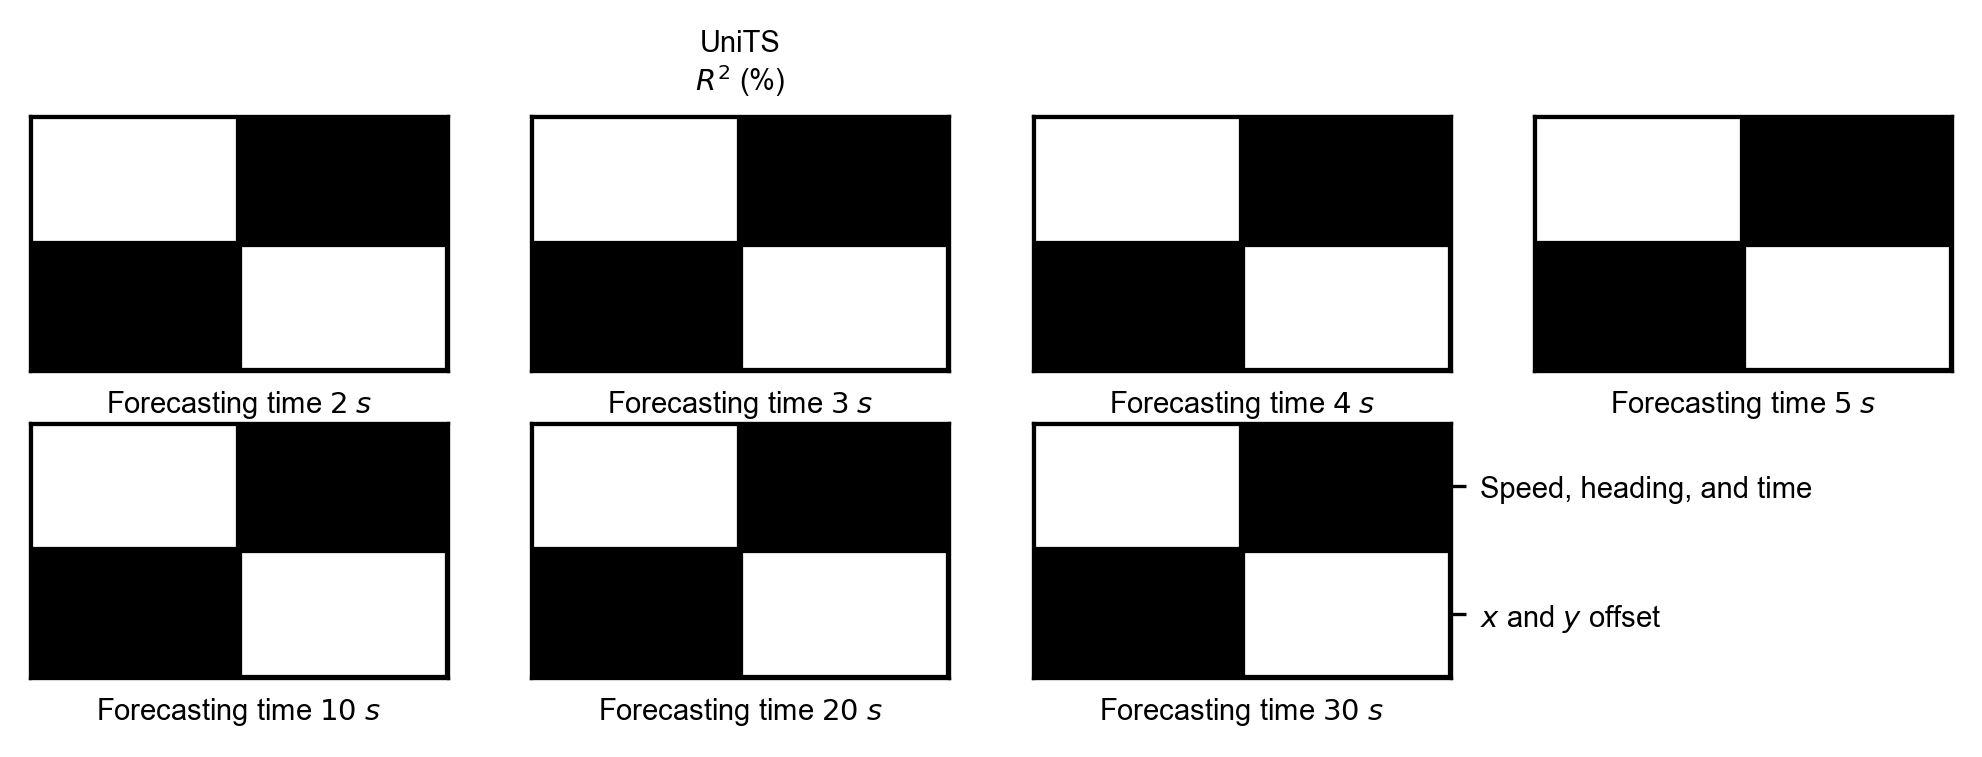 UniTS
R² (%)
Forecasting time 2 s
Forecasting time 3 s
Forecasting time 4 s
Forecasting time 5 s
Speed, heading, and time
x and y offset
Forecasting time 10 s
Forecasting time 20 s
Forecasting time 30 s